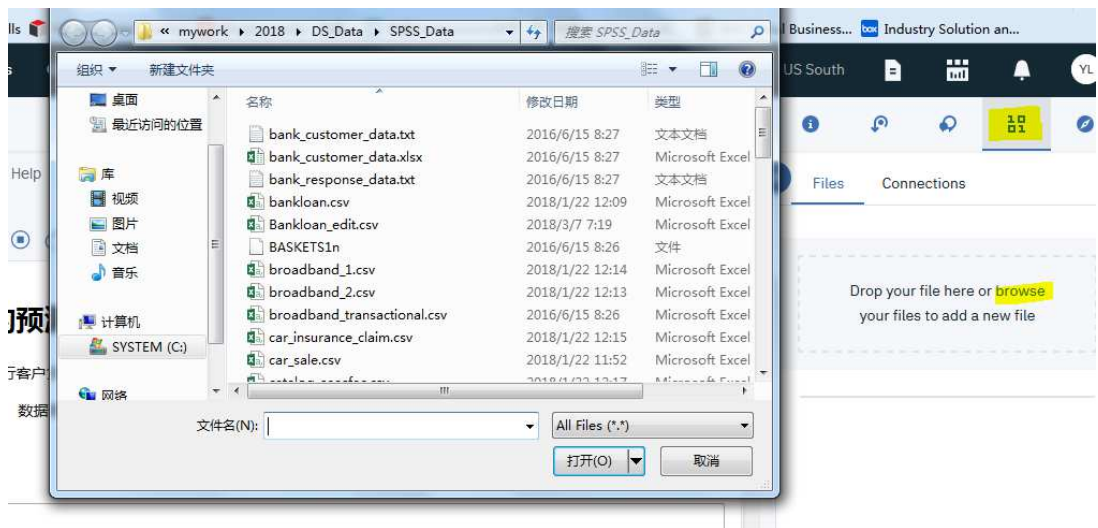 lls
« mywork ▸ 2018 ▸ DS_Data ▸ SPSS_Data
搜索 SPSS_Data
l Business...
box Industry Solution an...
组织
新建文件夹
US South
YL
桌面
最近访问的位置
库
视频
图片
文档
音乐
计算机
SYSTEM (C:)
网络
名称 修改日期 类型
bank_customer_data.txt 2016/6/15 8:27 文本文档
bank_customer_data.xlsx 2016/6/15 8:27 Microsoft Excel
bank_response_data.txt 2016/6/15 8:27 文本文档
bankloan.csv 2018/1/22 12:09 Microsoft Excel
Bankloan_edit.csv 2018/3/7 7:19 Microsoft Excel
BASKETS1n 2016/6/15 8:26 文件
broadband_1.csv 2018/1/22 12:14 Microsoft Excel
broadband_2.csv 2018/1/22 12:13 Microsoft Excel
broadband_transactional.csv 2016/6/15 8:26 Microsoft Excel
car_insurance_claim.csv 2018/1/22 12:15 Microsoft Excel
car_sale.csv 2018/1/22 11:52 Microsoft Excel
文件名(N):
All Files (*.*)
打开(O)
取消
Help
预
行客户
数据
10
01
Files Connections
Drop your file here or browse
your files to add a new file